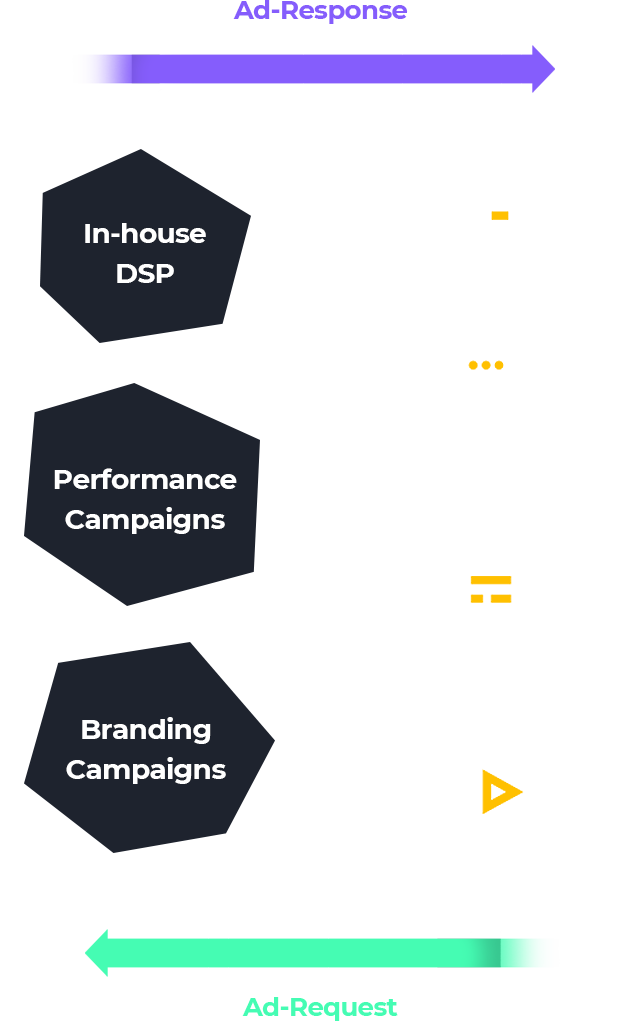 Ad-Response
In-house
DSP
Performance
Campaigns
Branding
Campaigns
Ad-Request